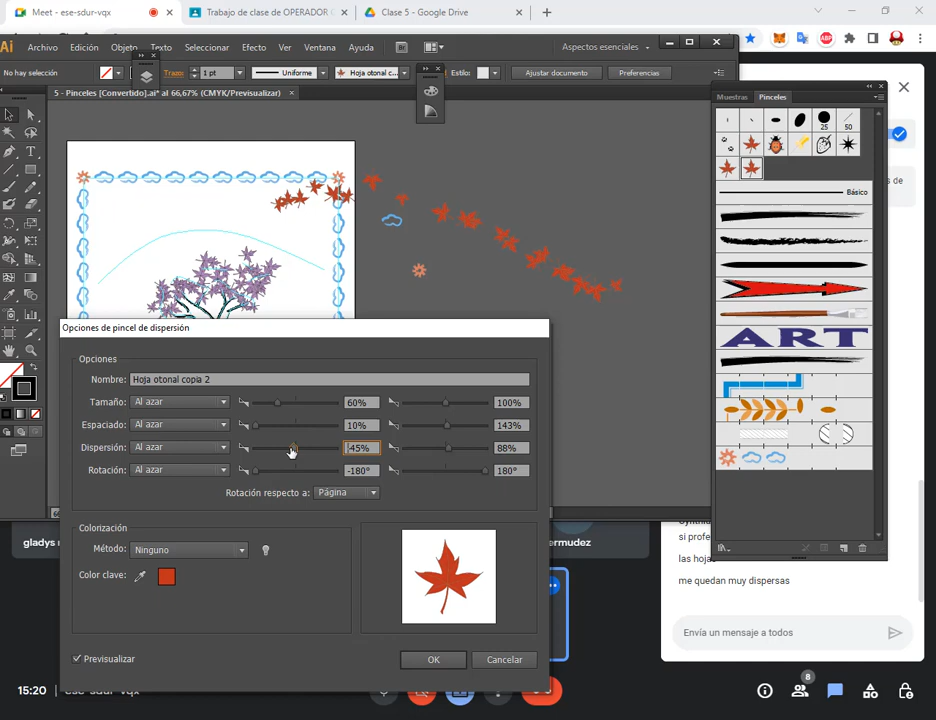 Meet - ese-sdur-vqx
Trabajo de clase de OPERADOR
Clase 5 - Google Drive
Ai Archivo Edición Objeto Texto Seleccionar Efecto Ver Ventana Ayuda Br Aspectos esenciales
No hay selección Trazo: 1 pt Uniforme Hoja otonal c... Estilo: Ajustar documento Preferencias
5 - Pinceles [Convertido].ai* al 66,67% (CMYK/Previsualizar)
Muestras Pinceles
25 50
Básico
ART
Opciones de pincel de dispersión
Opciones
Nombre: Hoja otonal copia 2
Tamaño: Al azar 60% 100%
Espaciado: Al azar 10% 143%
Dispersión: Al azar -45% 88%
Rotación: Al azar -180° 180°
Rotación respecto a: Página
Colorización
Método: Ninguno
Color clave:
Previsualizar
OK Cancelar
gladys
ermudez
s de
si profe
las hojas
me quedan muy dispersas
Envía un mensaje a todos
15:20 ese-sdur-vqx
8